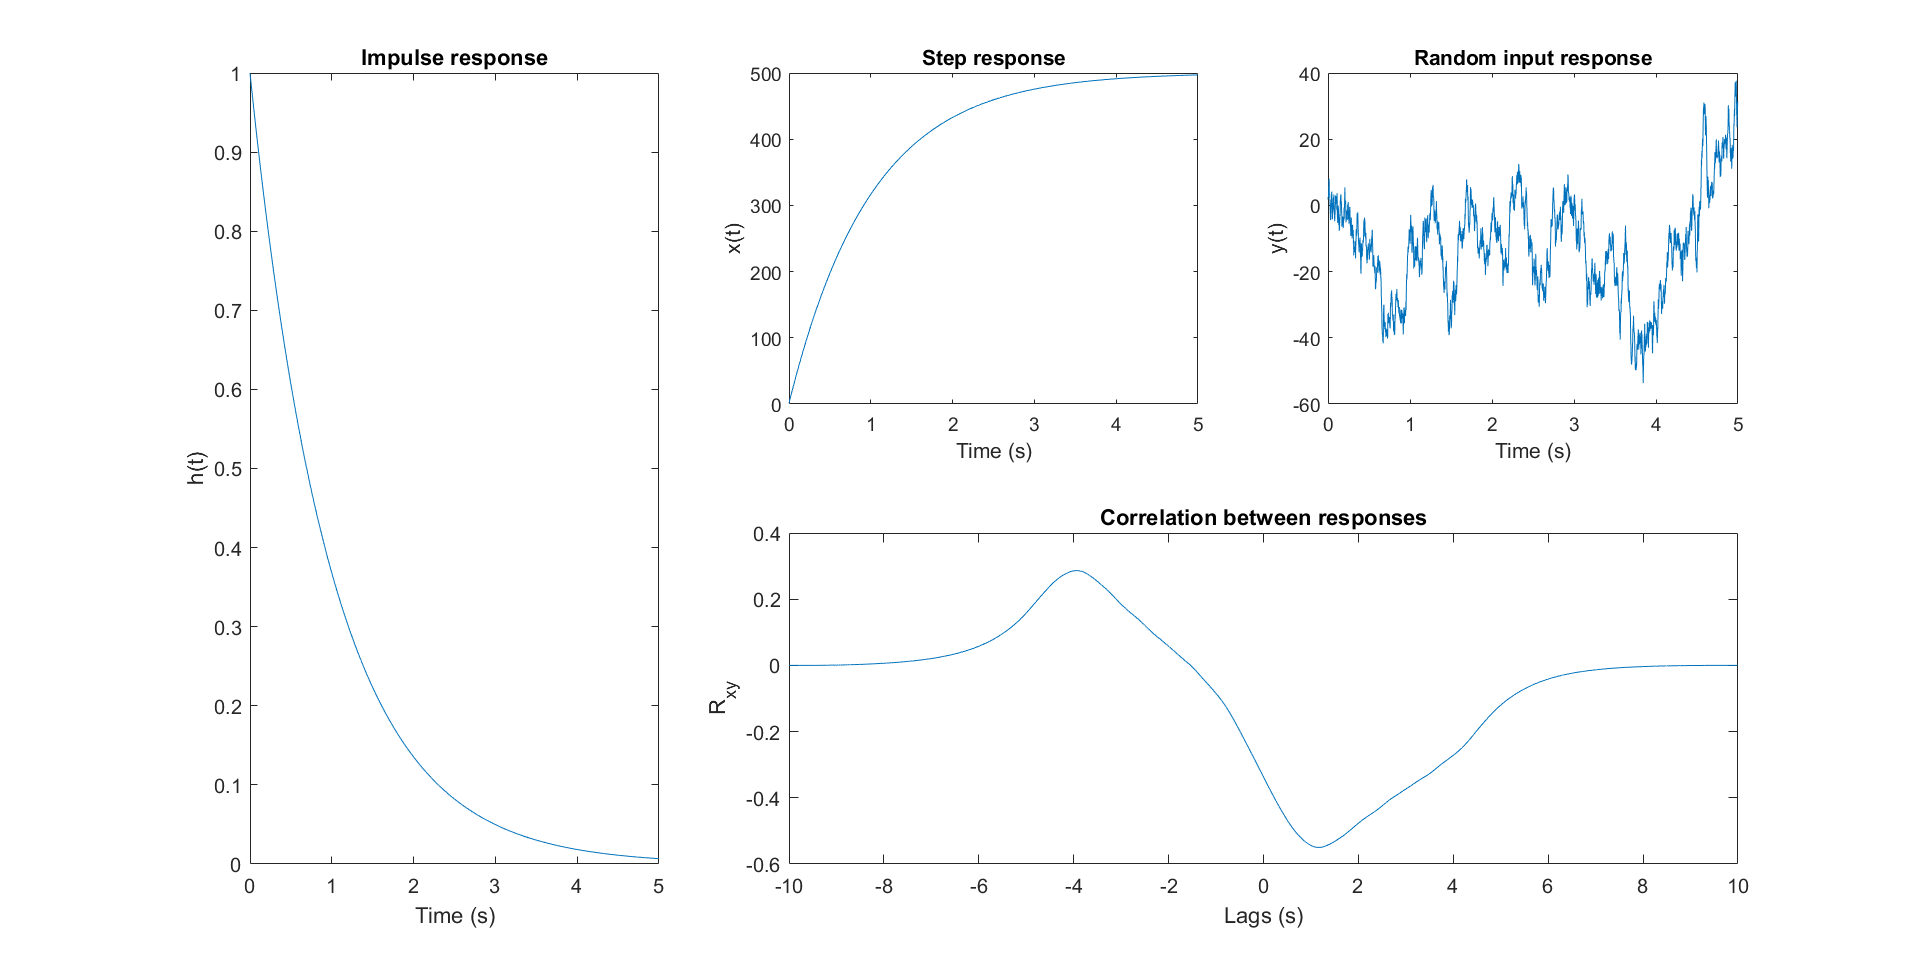 Impulse response
1
0.9
0.8
0.7
0.6
0.5
0.4
0.3
0.2
0.1
0
h(t)
0 1 2 3 4 5
Time (s)
Step response
500
400
300
200
100
0
x(t)
0 1 2 3 4 5
Time (s)
Random input response
40
20
0
-20
-40
-60
y(t)
0 1 2 3 4 5
Time (s)
Correlation between responses
0.4
0.2
0
-0.2
-0.4
-0.6
Rxy
-10 -8 -6 -4 -2 0 2 4 6 8 10
Lags (s)